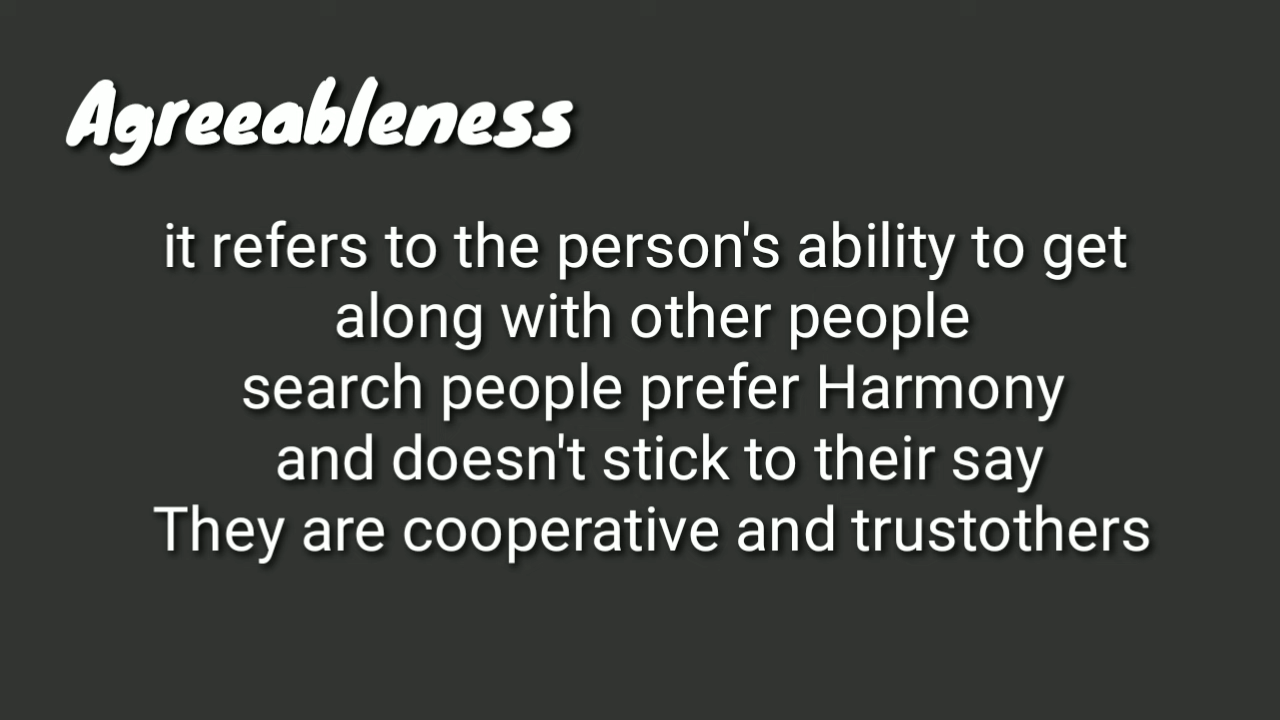 Agreeableness
it refers to the person's ability to get
along with other people
search people prefer Harmony
and doesn't stick to their say
They are cooperative and trustothers